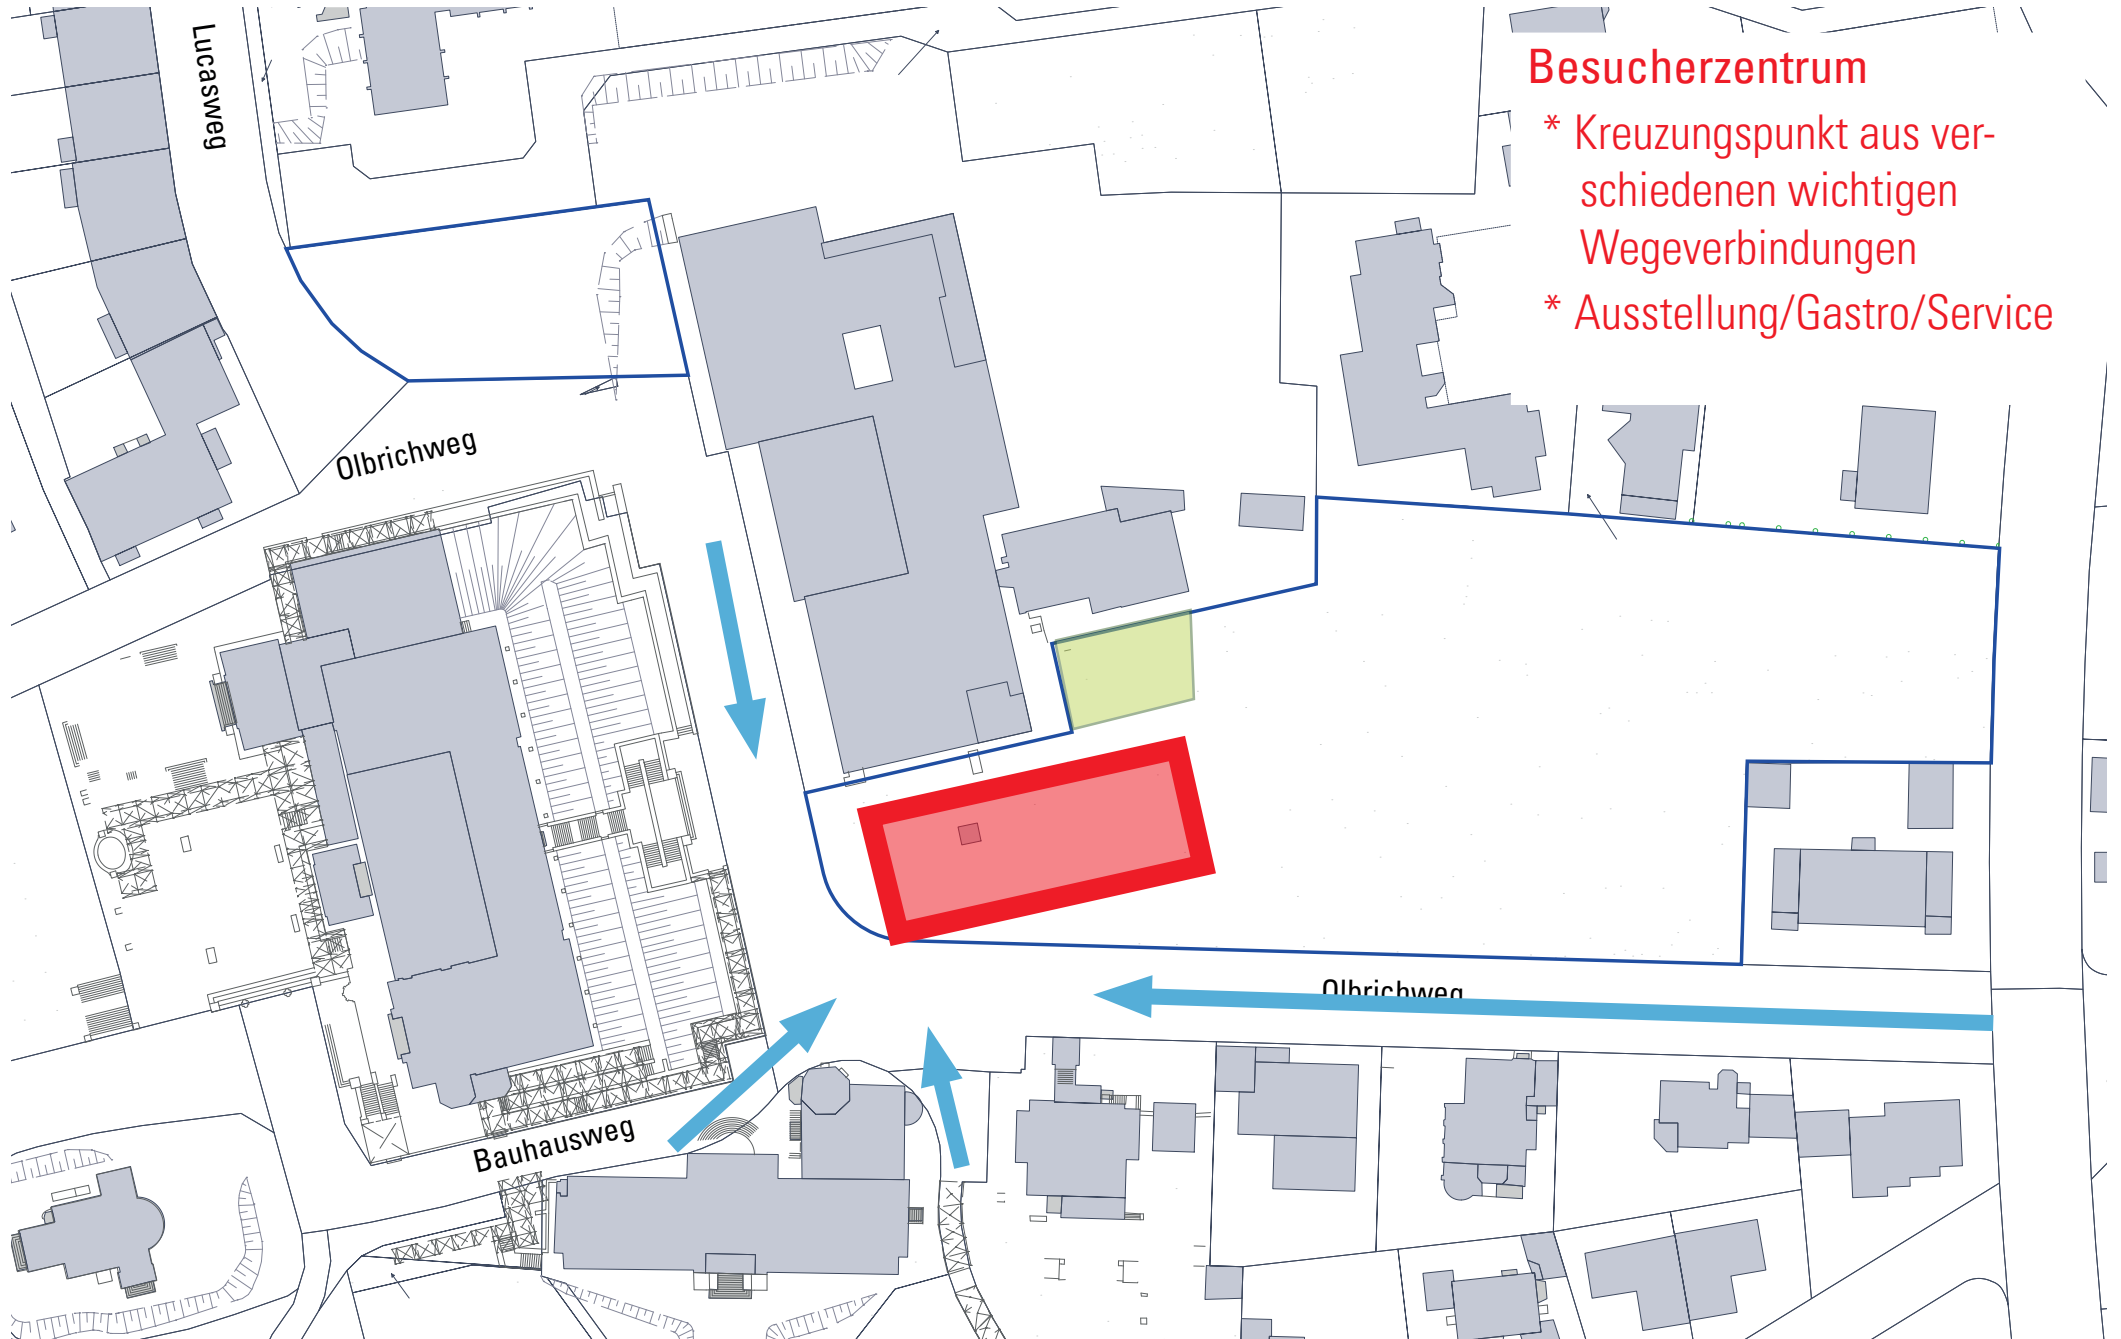 Lucasweg
Besucherzentrum
* Kreuzungspunkt aus ver-
schiedenen wichtigen
Wegeverbindungen
* Ausstellung/Gastro/Service
Olbrichweg
Olbrichweg
Bauhausweg